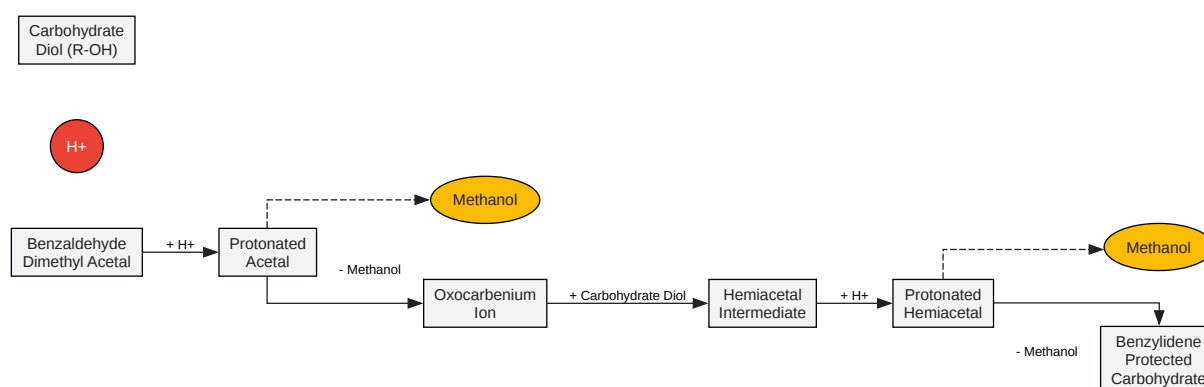 Carbohydrate
Diol (R-OH)
H+
Methanol
Benzaldehyde
Dimethyl Acetal
+ H+
Protonated
Acetal
- Methanol
Oxocarbenium
Ion
+ Carbohydrate Diol
Hemiacetal
Intermediate
+ H+
Protonated
Hemiacetal
Methanol
- Methanol
Benzylidene
Protected
Carbohydrate